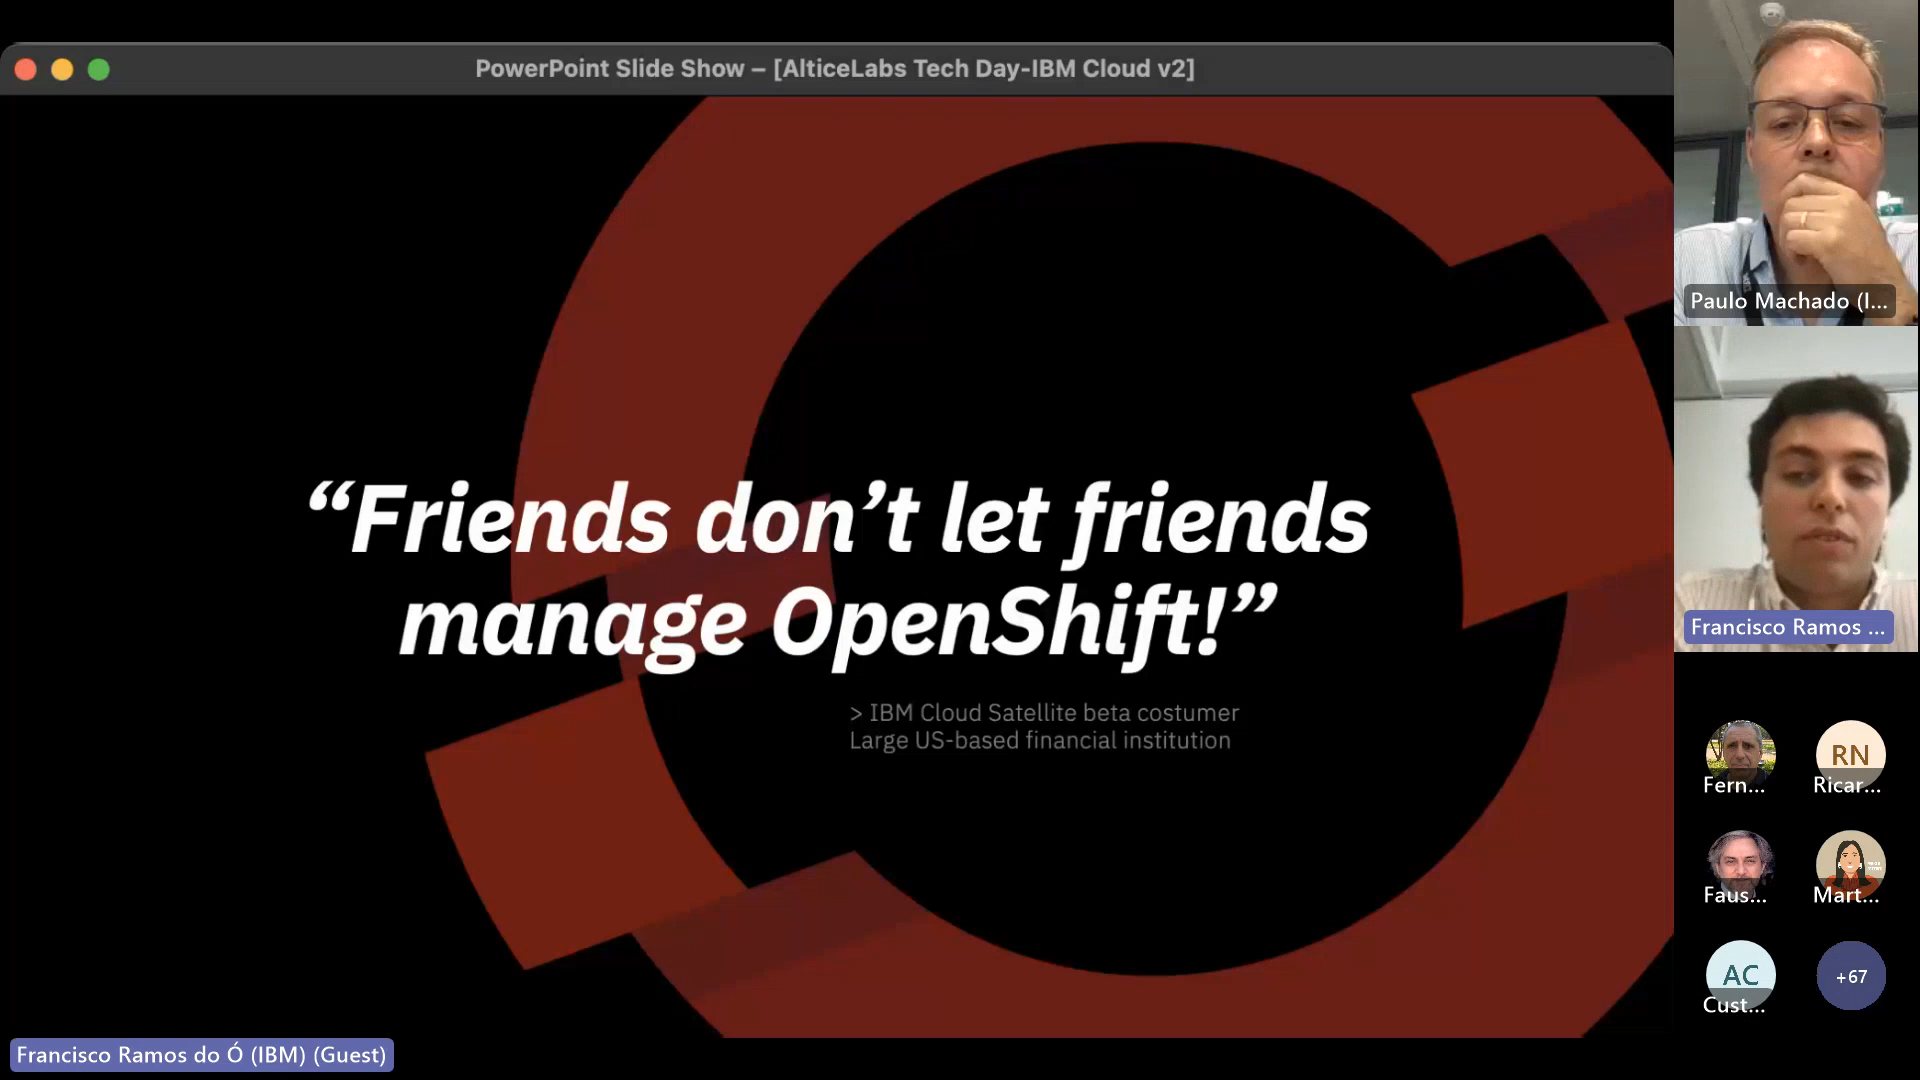 PowerPoint Slide Show – [AlticeLabs Tech Day-IBM Cloud v2]
“Friends don’t let friends
manage OpenShift!”
> IBM Cloud Satellite beta costumer
Large US-based financial institution
Francisco Ramos do Ó (IBM) (Guest)
Paulo Machado (I...
Francisco Ramos ...
Fern...
RN
Ricar...
Faus...
Mart...
AC
Cust...
+67